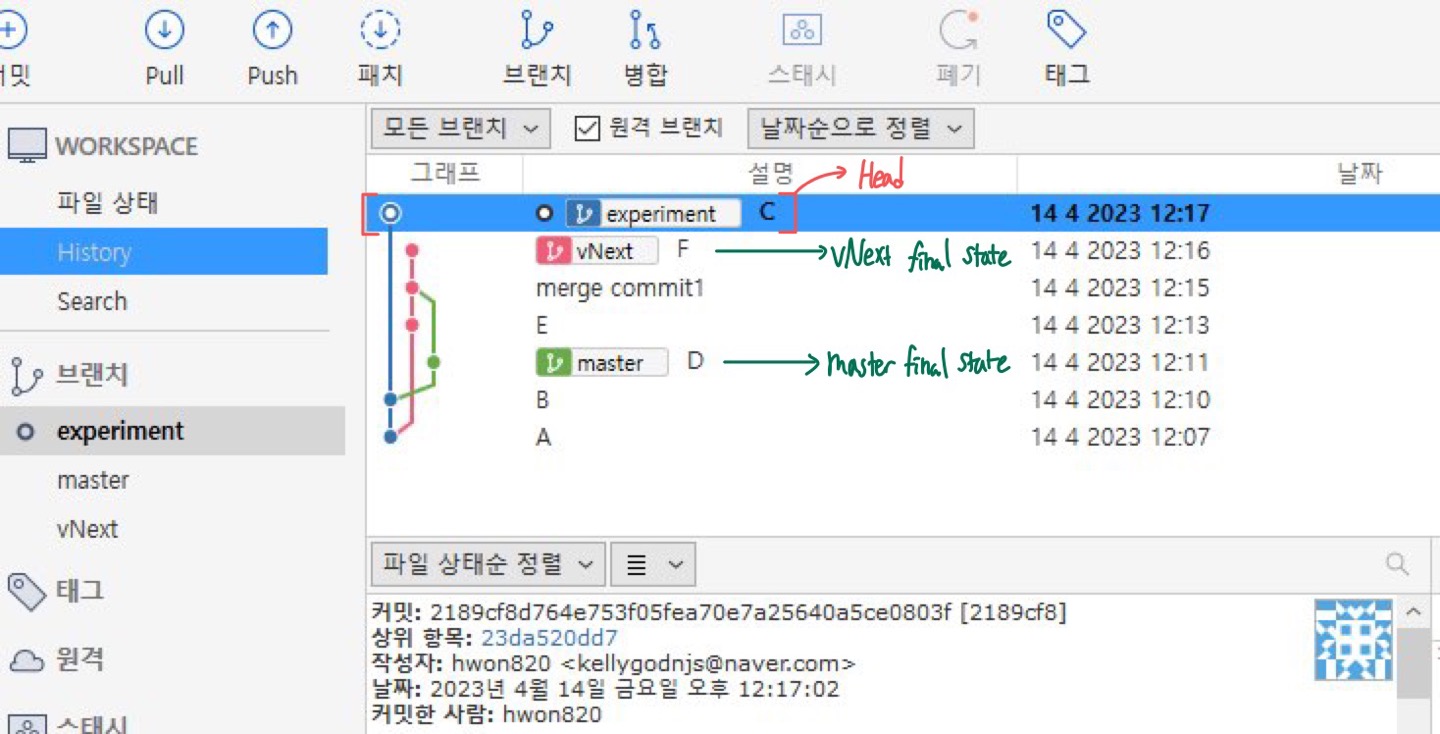 Pull Push 패치 브랜치 병합 스태시 폐기 태그
WORKSPACE
파일 상태
History
Search
브랜치
experiment
master
vNext
태그
원격
스태시
모든 브랜치 원격 브랜치 날짜순으로 정렬
그래프 설명 날짜
Head
experiment C 14 4 2023 12:17
vNext F vNext final state 14 4 2023 12:16
merge commit1 14 4 2023 12:15
E 14 4 2023 12:13
master D master final state 14 4 2023 12:11
B 14 4 2023 12:10
A 14 4 2023 12:07
파일 상태순 정렬
커밋: 2189cf8d764e753f05fea70e7a25640a5ce0803f [2189cf8]
상위 항목: 23da520dd7
작성자: hwon820 <kellygodnjs@naver.com>
날짜: 2023년 4월 14일 금요일 오후 12:17:02
커밋한 사람: hwon820